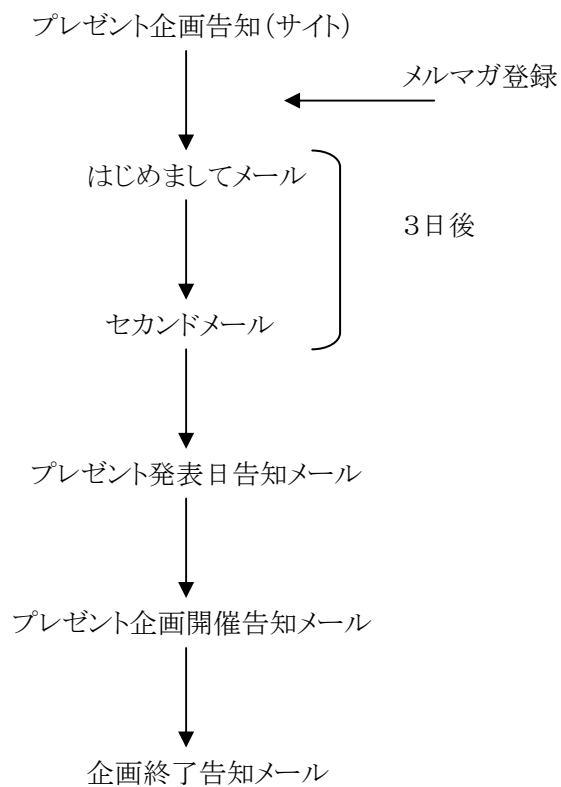 プレゼント企画告知（サイト）
メルマガ登録
はじめましてメール
３日後
セカンドメール
プレゼント発表日告知メール
プレゼント企画開催告知メール
企画終了告知メール